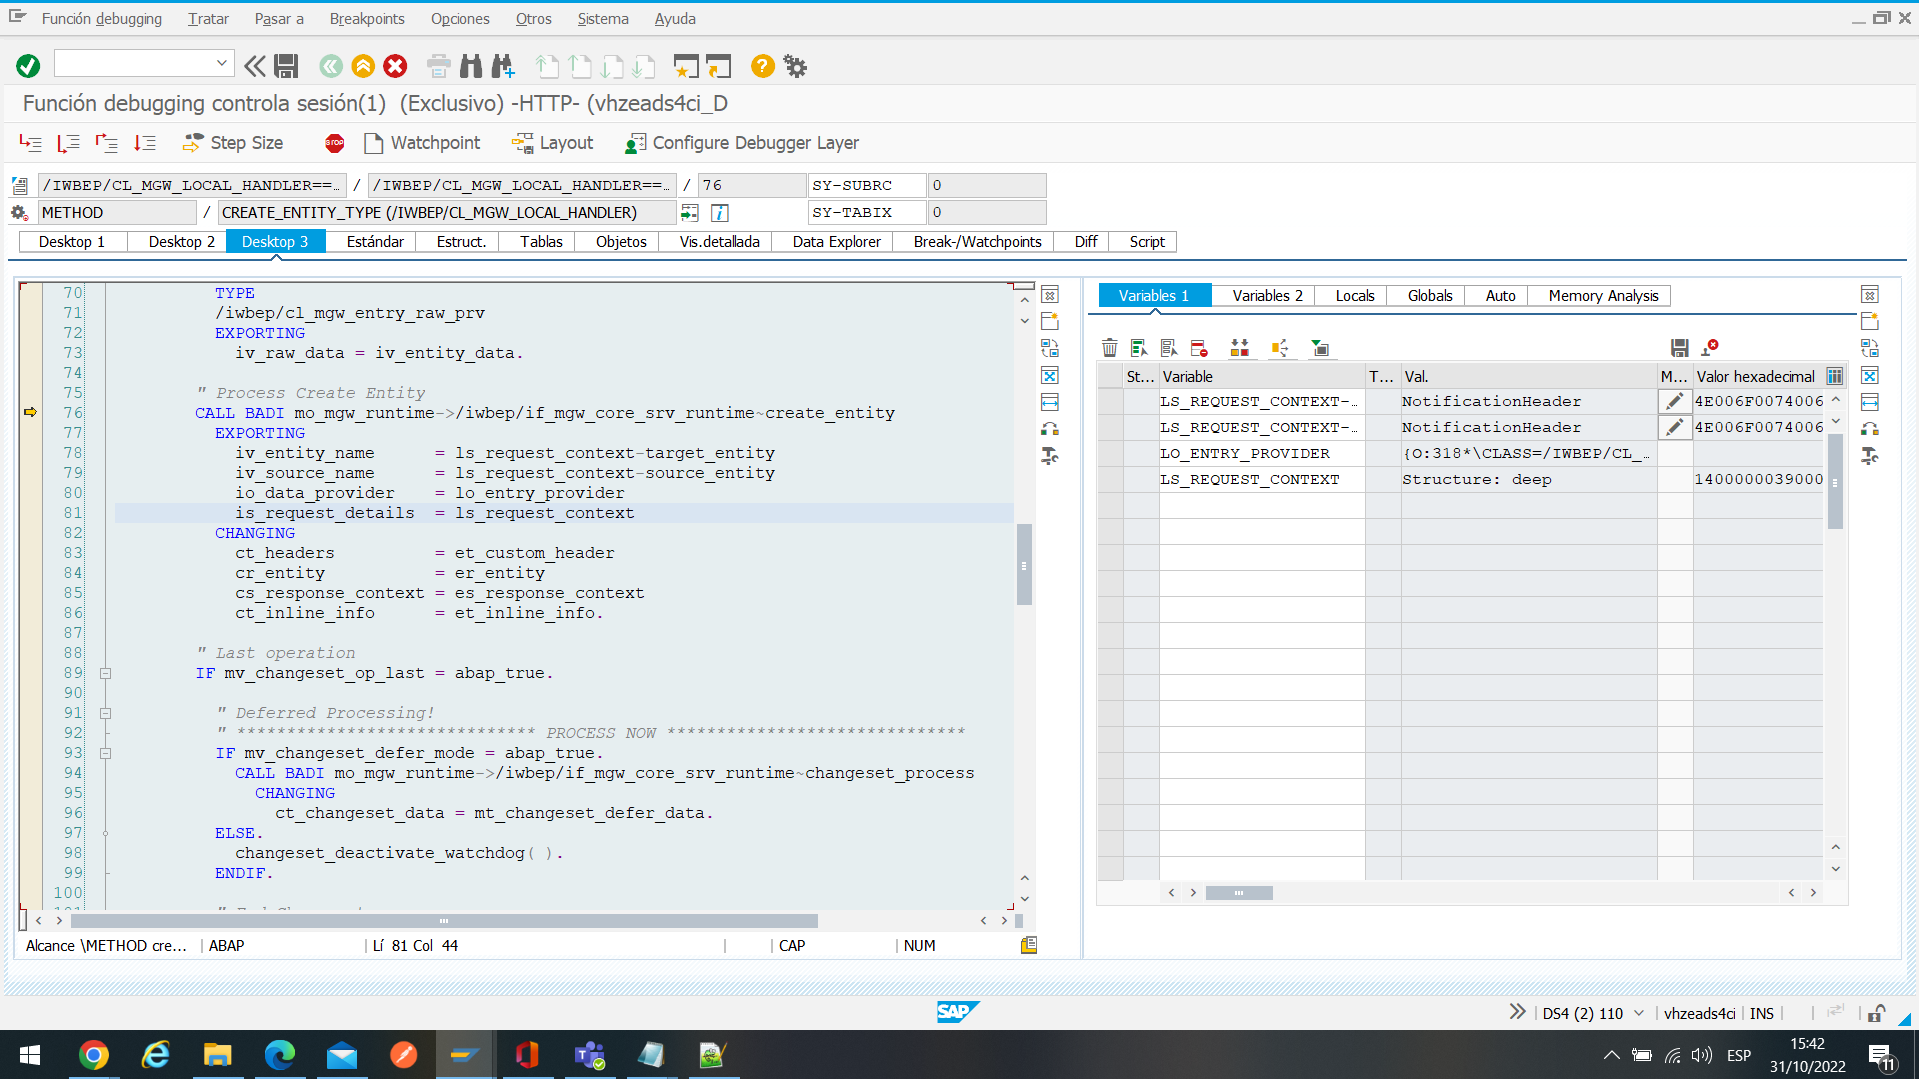 Función debugging Tratar Pasar a Breakpoints Opciones Otros Sistema Ayuda
Función debugging controla sesión(1) (Exclusivo) -HTTP- (vhzeads4ci_D
Step Size STOP Watchpoint Layout Configure Debugger Layer
/IWBEP/CL_MGW_LOCAL_HANDLER==… / /IWBEP/CL_MGW_LOCAL_HANDLER==… / 76 SY-SUBRC 0
METHOD / CREATE_ENTITY_TYPE (/IWBEP/CL_MGW_LOCAL_HANDLER) SY-TABIX 0
Desktop 1 Desktop 2 Desktop 3 Estándar Estruct. Tablas Objetos Vis.detallada Data Explorer Break-/Watchpoints Diff Script
70 TYPE
71 /iwbep/cl_mgw_entry_raw_prv
72 EXPORTING
73 iv_raw_data = iv_entity_data.
74
75 " Process Create Entity
76 CALL BADI mo_mgw_runtime->/iwbep/if_mgw_core_srv_runtime~create_entity
77 EXPORTING
78 iv_entity_name = ls_request_context-target_entity
79 iv_source_name = ls_request_context-source_entity
80 io_data_provider = lo_entry_provider
81 is_request_details = ls_request_context
82 CHANGING
83 ct_headers = et_custom_header
84 cr_entity = er_entity
85 cs_response_context = es_response_context
86 ct_inline_info = et_inline_info.
87
88 " Last operation
89 IF mv_changeset_op_last = abap_true.
90
91 " Deferred Processing!
92 " ****************************** PROCESS NOW ******************************
93 IF mv_changeset_defer_mode = abap_true.
94 CALL BADI mo_mgw_runtime->/iwbep/if_mgw_core_srv_runtime~changeset_process
95 CHANGING
96 ct_changeset_data = mt_changeset_defer_data.
97 ELSE.
98 changeset_deactivate_watchdog( ).
99 ENDIF.
100
Alcance \METHOD cre... ABAP Lí 81 Col 44 CAP NUM
Variables 1 Variables 2 Locals Globals Auto Memory Analysis
St... Variable T... Val. M... Valor hexadecimal
LS_REQUEST_CONTEXT-… NotificationHeader 4E006F0074006
LS_REQUEST_CONTEXT-… NotificationHeader 4E006F0074006
LO_ENTRY_PROVIDER {O:318*\CLASS=/IWBEP/CL_…
LS_REQUEST_CONTEXT Structure: deep 1400000039000
SAP DS4 (2) 110 vhzeads4ci INS
ESP 15:42
31/10/2022
11